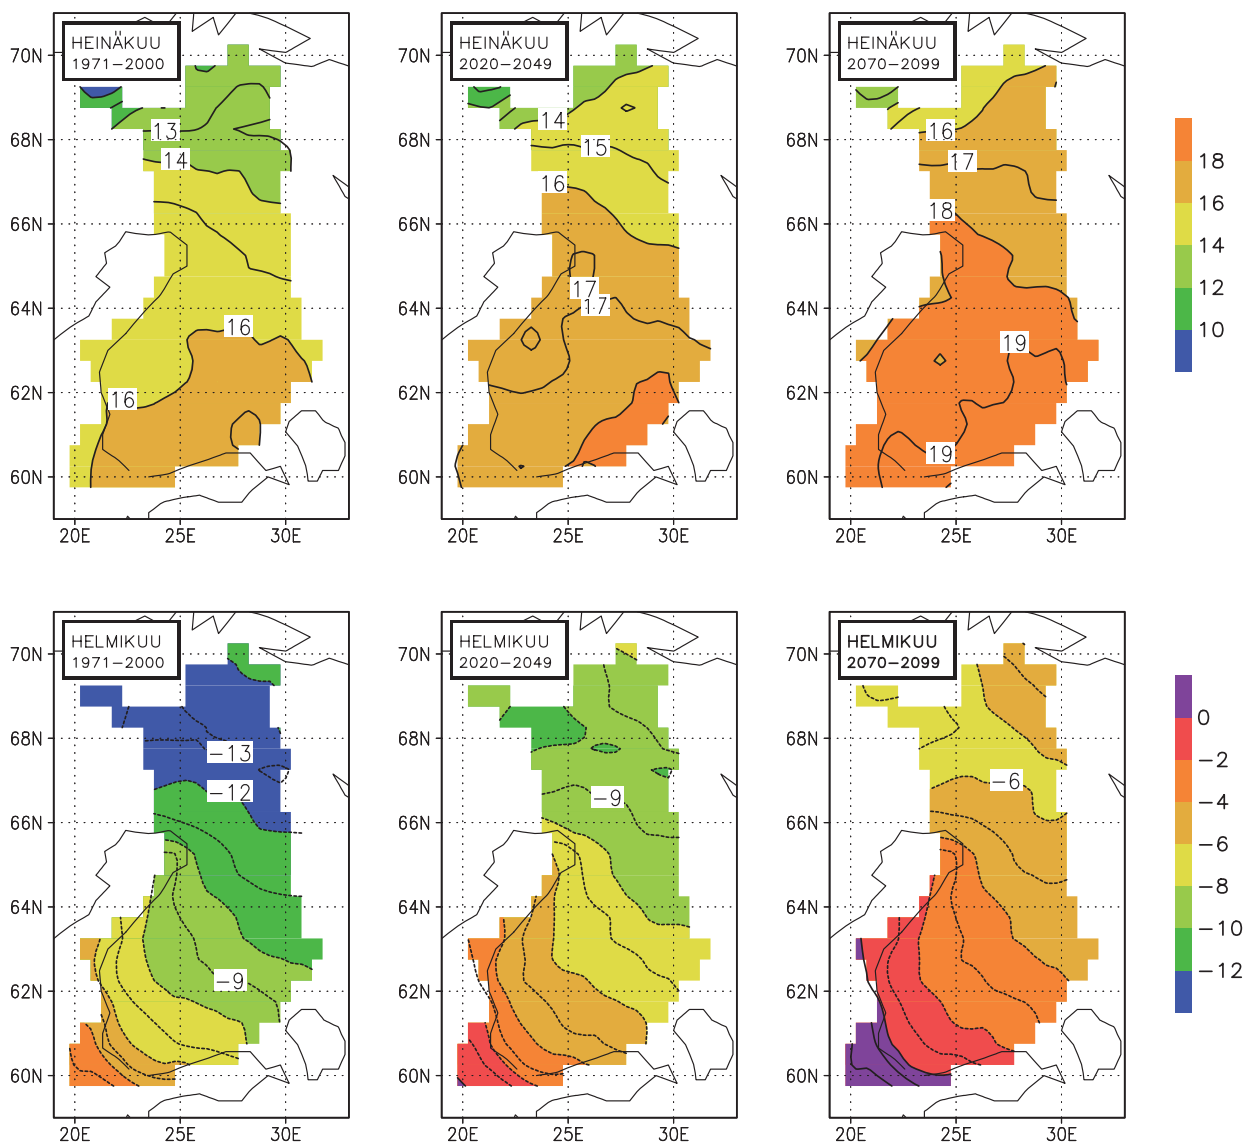 HEINÄKUU
1971−2000
70N
68N
66N
64N
62N
60N
20E
25E
30E
13
14
16
16
HEINÄKUU
2020−2049
70N
68N
66N
64N
62N
60N
20E
25E
30E
14
15
16
17
17
HEINÄKUU
2070−2099
70N
68N
66N
64N
62N
60N
20E
25E
30E
16
17
18
19
19
18
16
14
12
10
HELMIKUU
1971−2000
70N
68N
66N
64N
62N
60N
20E
25E
30E
−13
−12
−9
HELMIKUU
2020−2049
70N
68N
66N
64N
62N
60N
20E
25E
30E
−9
HELMIKUU
2070−2099
70N
68N
66N
64N
62N
60N
20E
25E
30E
−6
0
−2
−4
−6
−8
−10
−12